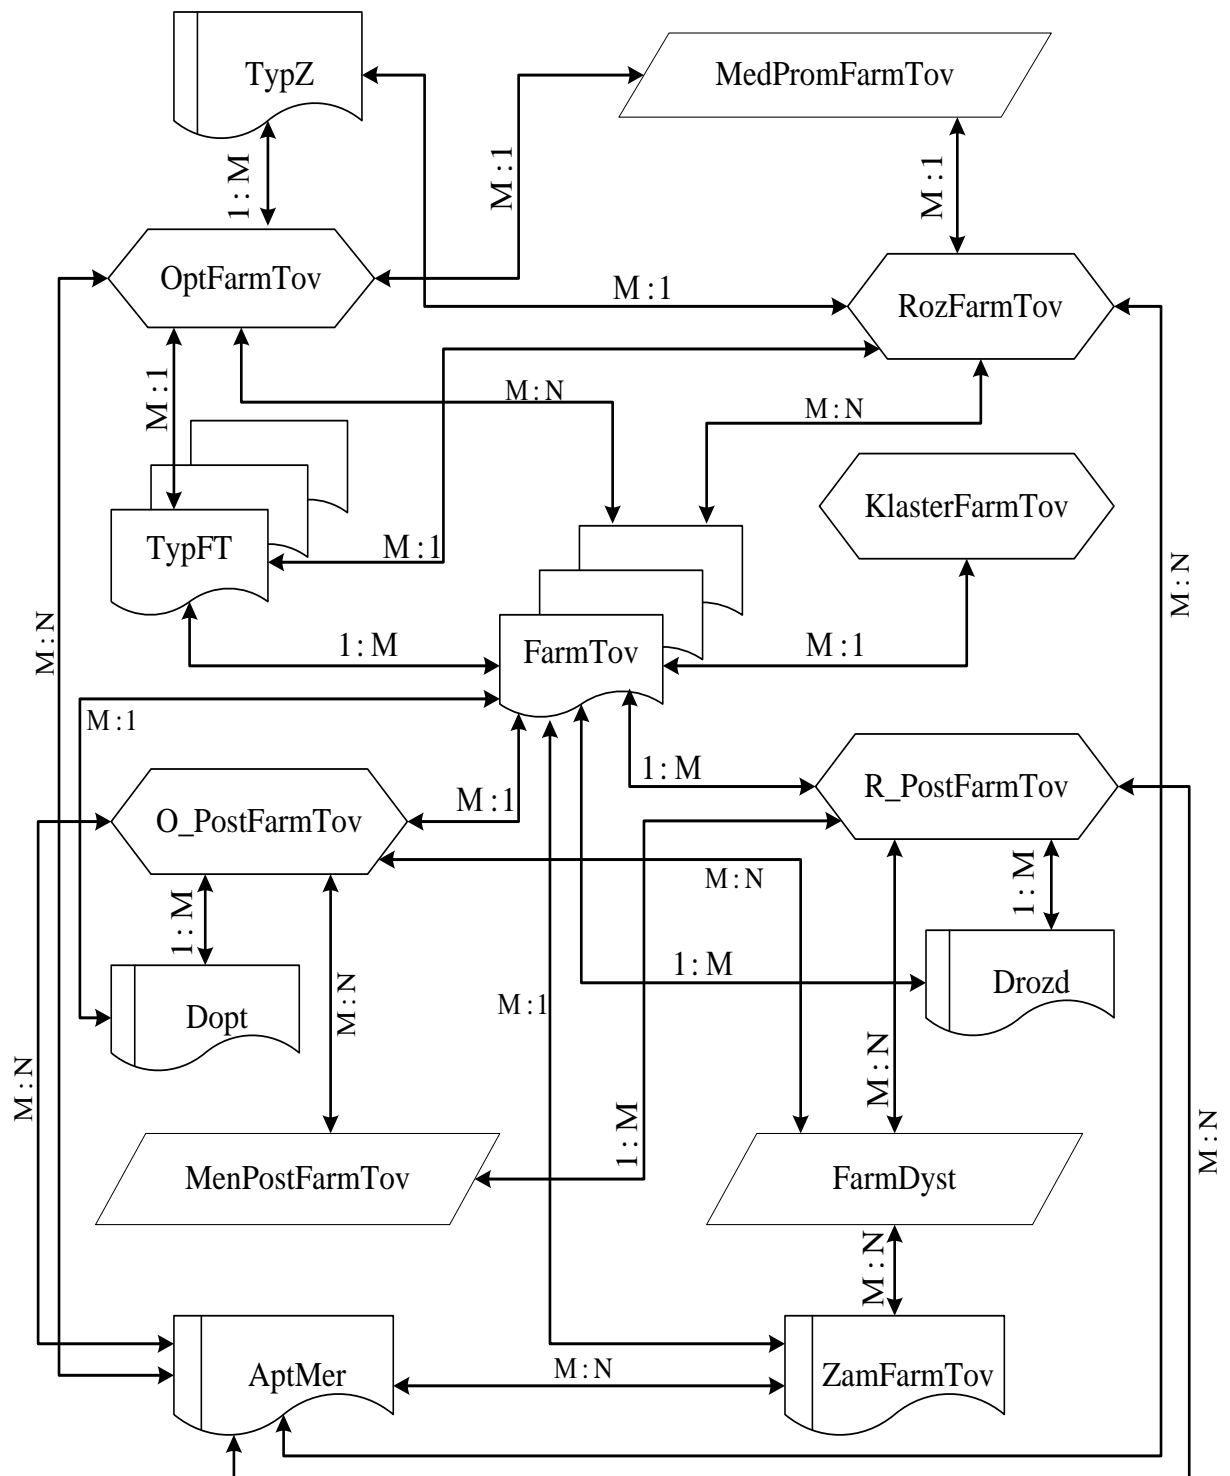 TypZ
MedPromFarmTov
1:M
M:1
M:1
OptFarmTov
M:1
RozFarmTov
M:1
M:N
M:N
KlasterFarmTov
TypFT
M:1
M:N
M:N
1:M
FarmTov
M:1
M:1
1:M
R_PostFarmTov
O_PostFarmTov
M:1
M:N
1:M
1:M
1:M
Drozd
M:N
M:1
Dopt
M:N
M:N
1:M
M:N
MenPostFarmTov
FarmDyst
M:N
AptMer
M:N
ZamFarmTov